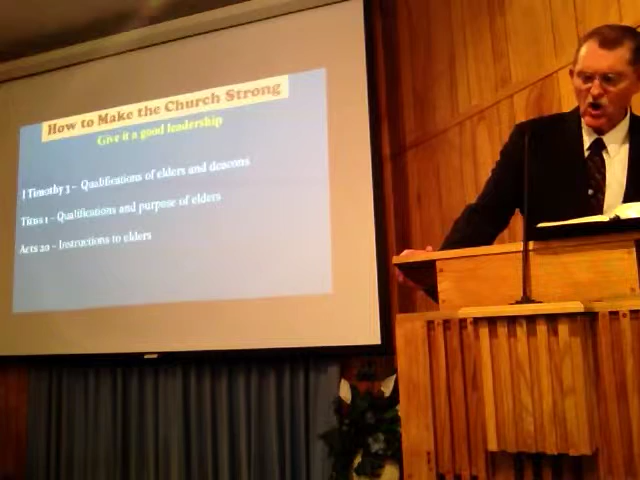 How to Make the Church Strong
Give it a good leadership
I Timothy 3 - Qualifications of elders and deacons
Titus 1 - Qualifications and purpose of elders
Acts 20 - Instructions to elders